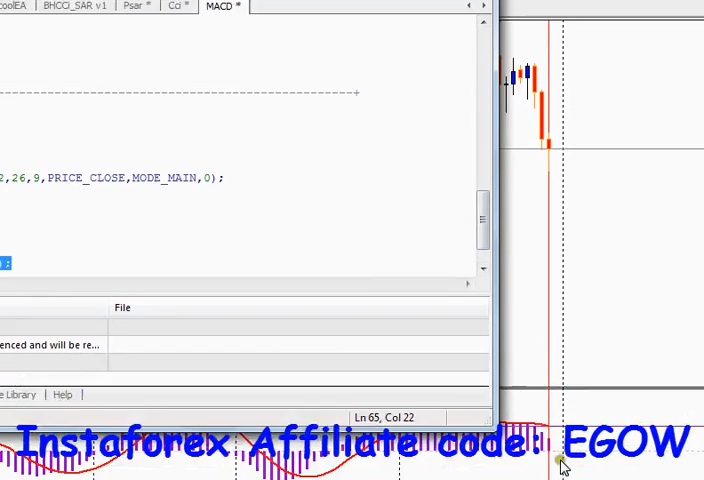 coolEA BHCCi_SAR v1 Psar * Cci * MACD *
2,26,9,PRICE_CLOSE,MODE_MAIN,0);
);
File
enced and will be re...
e Library Help
Ln 65, Col 22
Instaforex Affiliate code: EGOW